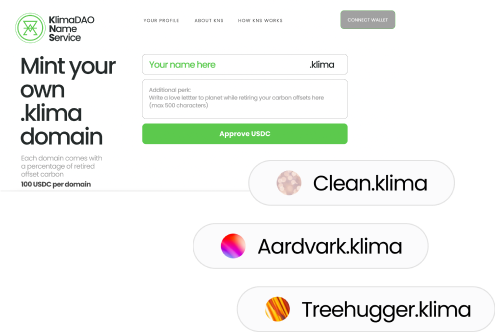 KlimaDAO
Name
Service
YOUR PROFILE
ABOUT KNS
HOW KNS WORKS
CONNECT WALLET
Mint your
own
.klima
domain
Each domain comes with
a percentage of retired
offset carbon
100 USDC per domain
Your name here
.klima
Additional perk:
Write a love letter to planet while retiring your carbon offsets here
(max 500 characters)
Approve USDC
Clean.klima
Aardvark.klima
Treehugger.klima